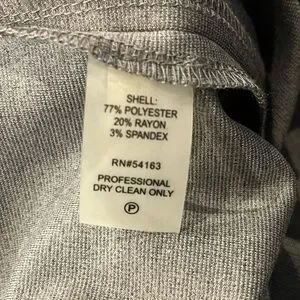 SHELL:
77% POLYESTER
20% RAYON
3% SPANDEX
RN#54163
PROFESSIONAL
DRY CLEAN ONLY
P